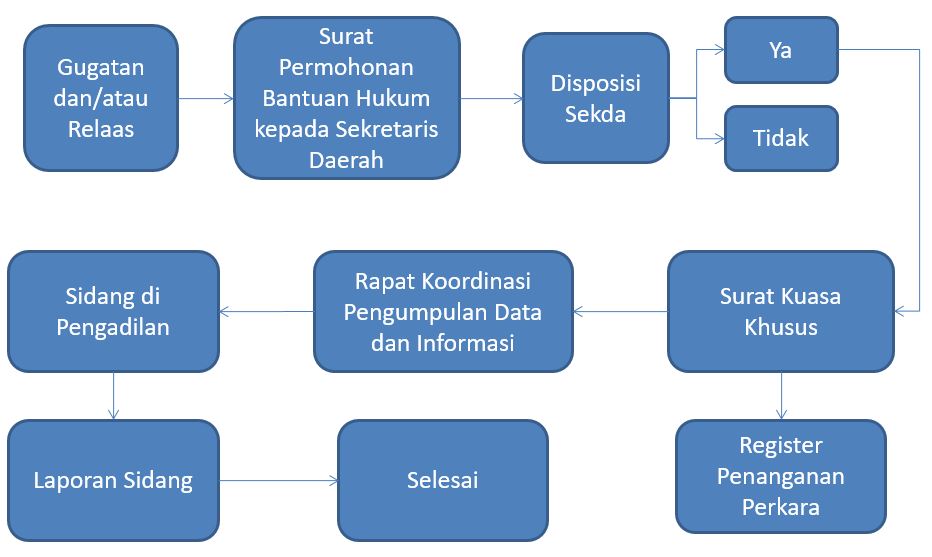 Gugatan
dan/atau
Relaas
Surat
Permohonan
Bantuan Hukum
kepada Sekretaris
Daerah
Disposisi
Sekda
Ya
Tidak
Sidang di
Pengadilan
Rapat Koordinasi
Pengumpulan Data
dan Informasi
Surat Kuasa
Khusus
Laporan Sidang
Selesai
Register
Penanganan
Perkara